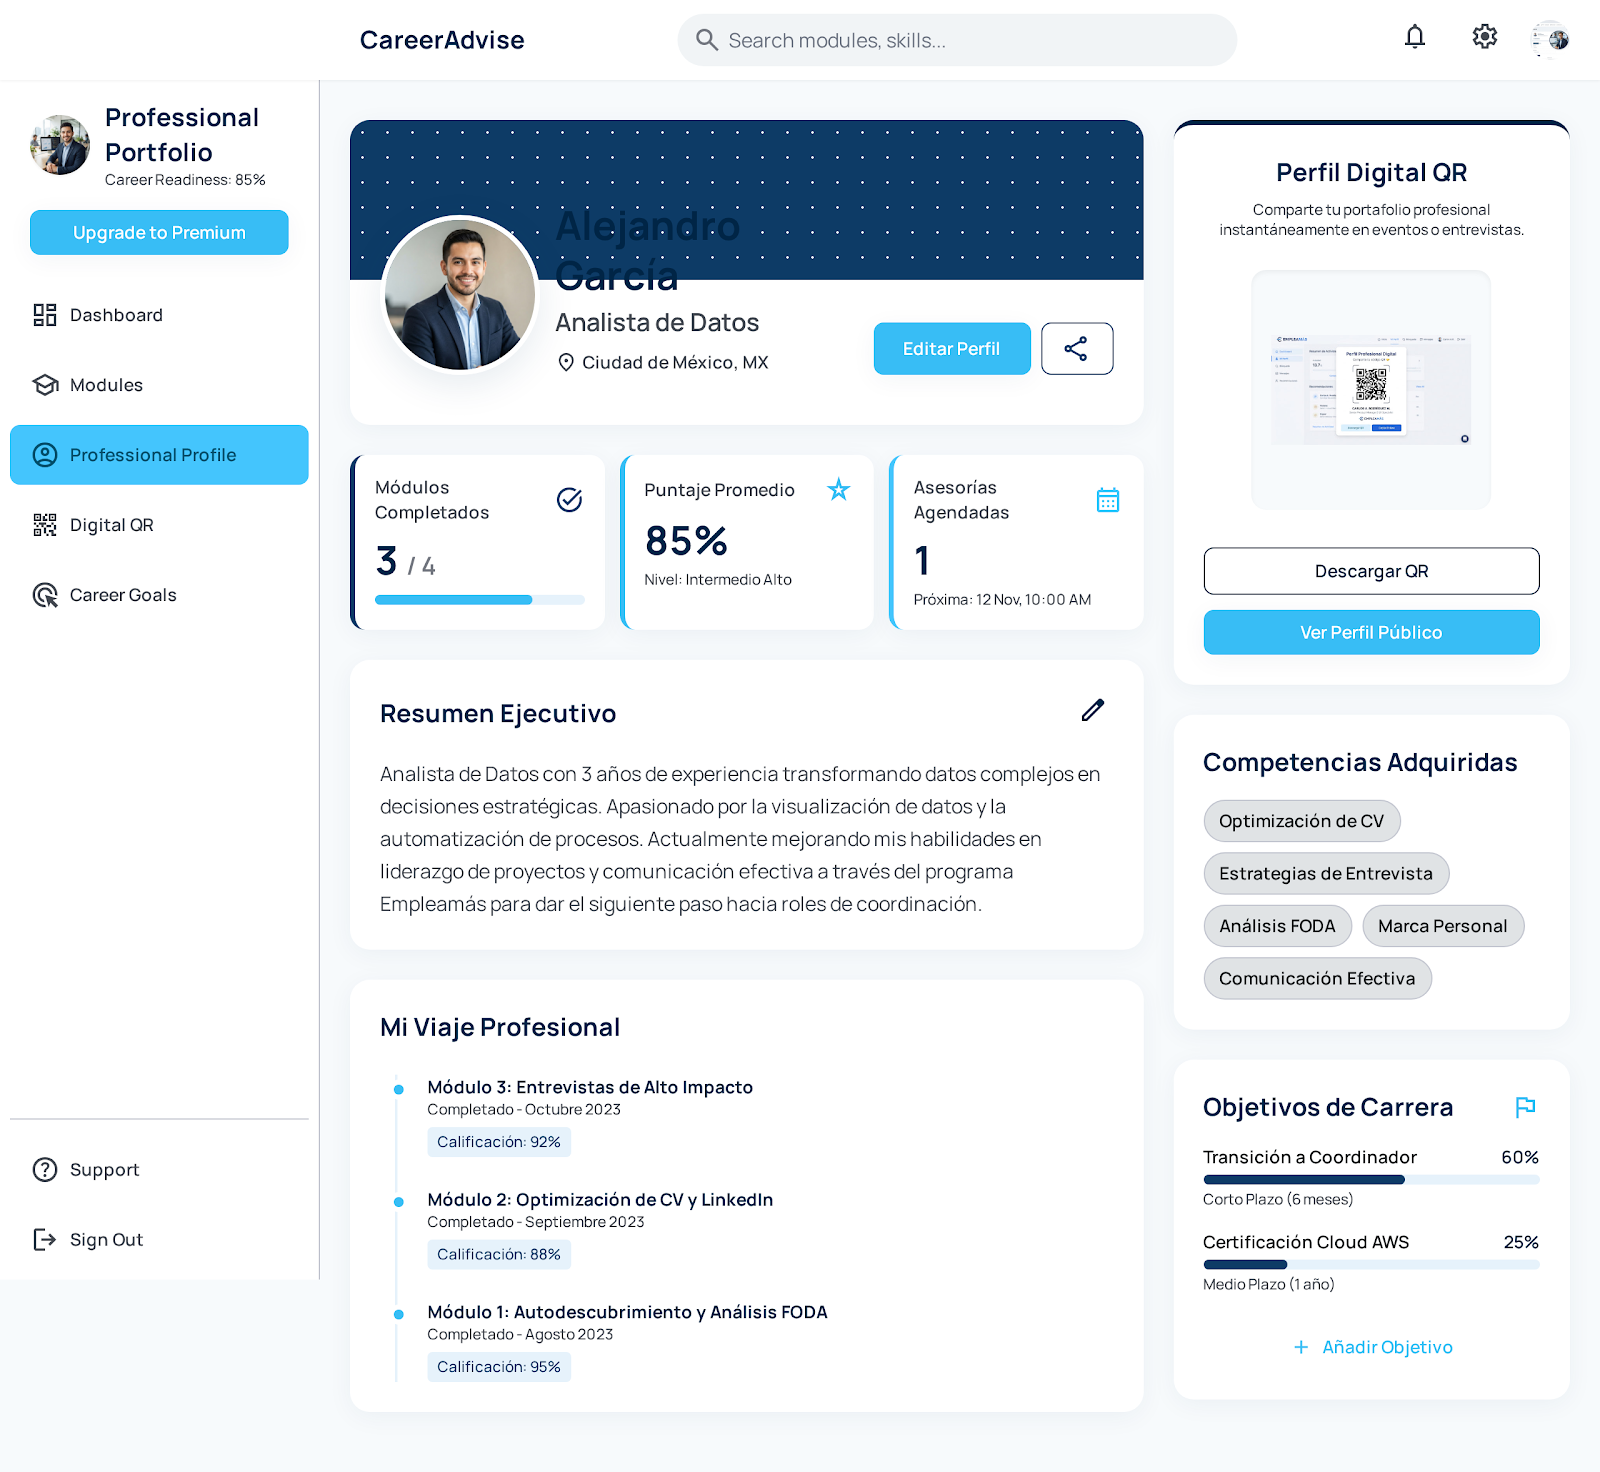 CareerAdvise
Search modules, skills...
Professional
Portfolio
Career Readiness: 85%
Upgrade to Premium
Dashboard
Modules
Professional Profile
Digital QR
Career Goals
Support
Sign Out
Alejandro
García
Analista de Datos
Ciudad de México, MX
Editar Perfil
Módulos
Completados
3 / 4
Puntaje Promedio
85%
Nivel: Intermedio Alto
Asesorías
Agendadas
1
Próxima: 12 Nov, 10:00 AM
Resumen Ejecutivo
Analista de Datos con 3 años de experiencia transformando datos complejos en
decisiones estratégicas. Apasionado por la visualización de datos y la
automatización de procesos. Actualmente mejorando mis habilidades en
liderazgo de proyectos y comunicación efectiva a través del programa
Empleamás para dar el siguiente paso hacia roles de coordinación.
Mi Viaje Profesional
Módulo 3: Entrevistas de Alto Impacto
Completado - Octubre 2023
Calificación: 92%
Módulo 2: Optimización de CV y LinkedIn
Completado - Septiembre 2023
Calificación: 88%
Módulo 1: Autodescubrimiento y Análisis FODA
Completado - Agosto 2023
Calificación: 95%
Perfil Digital QR
Comparte tu portafolio profesional
instantáneamente en eventos o entrevistas.
EMPLEAMÁS
Perfil Profesional Digital
EMPLEAMÁS
Descargar QR
Ver Perfil Público
Competencias Adquiridas
Optimización de CV
Estrategias de Entrevista
Análisis FODA
Marca Personal
Comunicación Efectiva
Objetivos de Carrera
Transición a Coordinador 60%
Corto Plazo (6 meses)
Certificación Cloud AWS 25%
Medio Plazo (1 año)
+ Añadir Objetivo